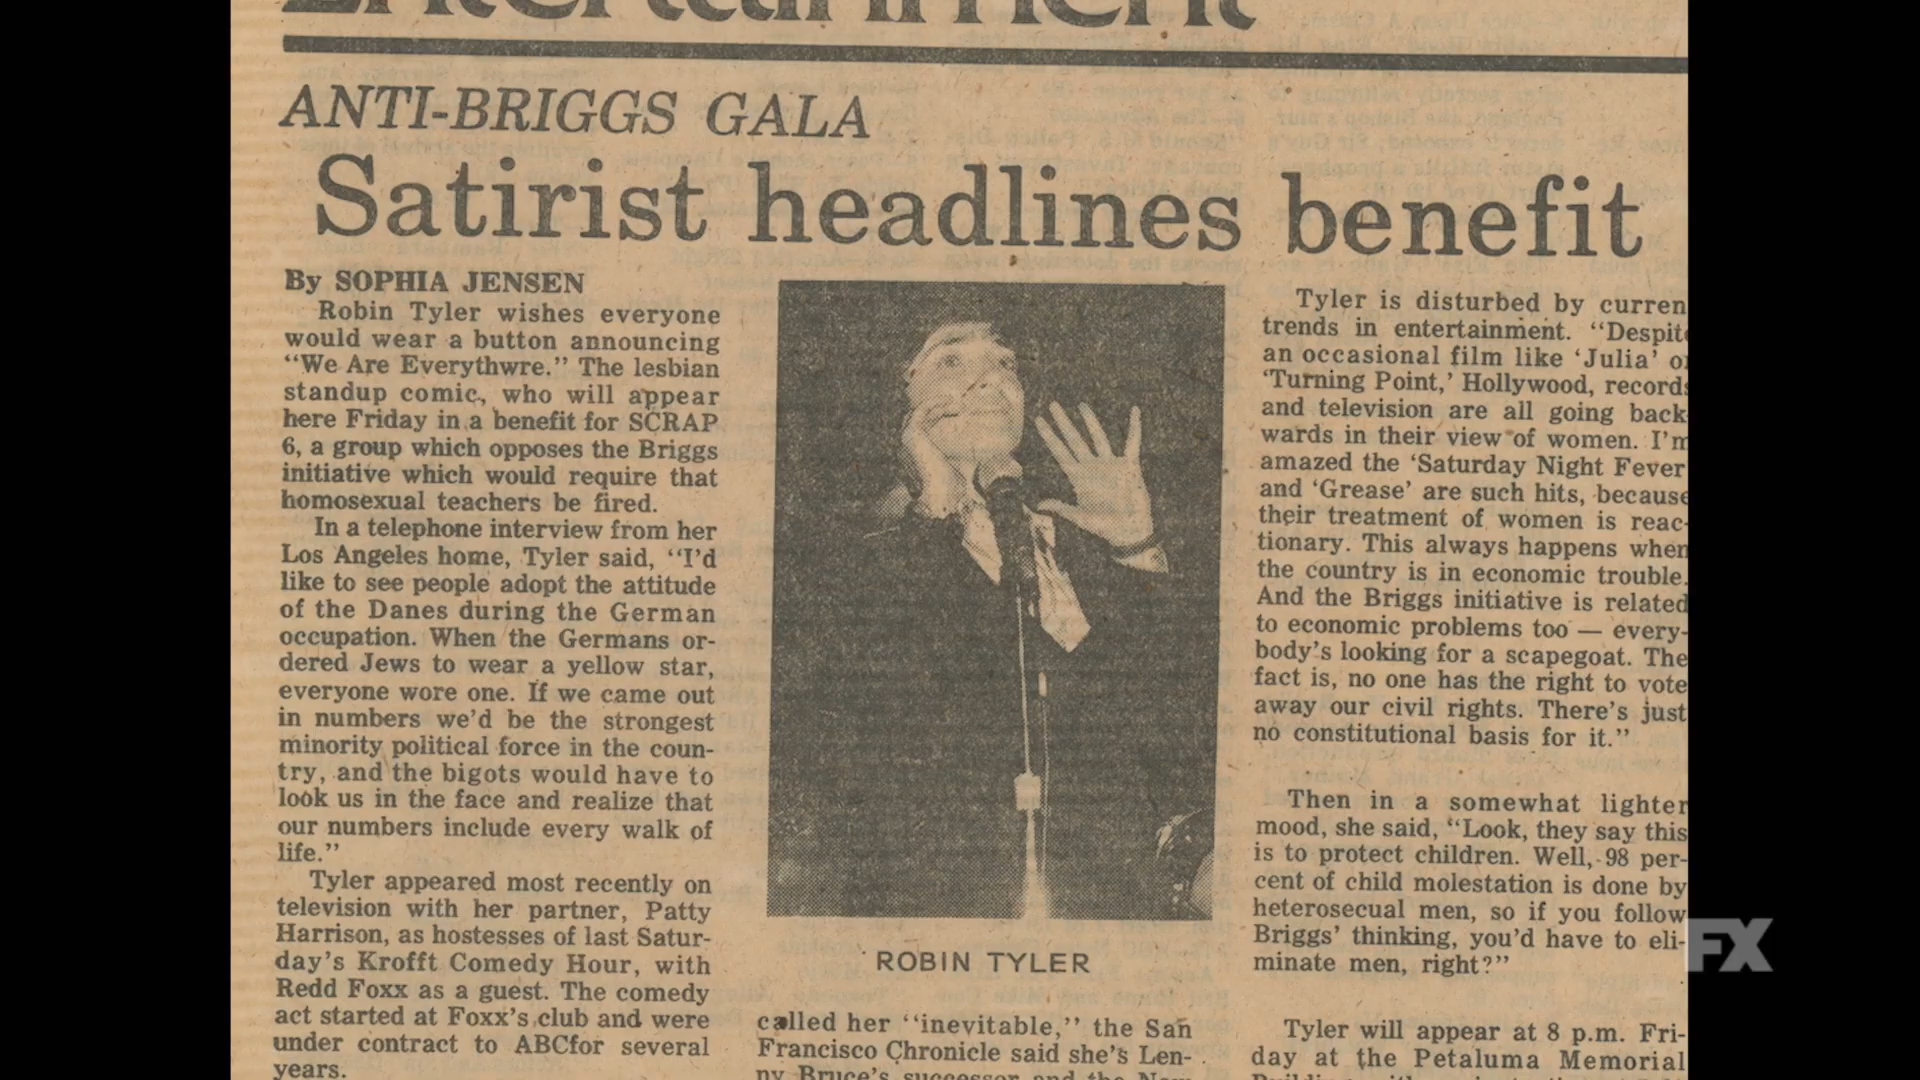 Entertainment
ANTI-BRIGGS GALA
Satirist headlines benefit
By SOPHIA JENSEN
Robin Tyler wishes everyone
would wear a button announcing
“We Are Everythwre.” The lesbian
standup comic, who will appear
here Friday in a benefit for SCRAP
6, a group which opposes the Briggs
initiative which would require that
homosexual teachers be fired.
In a telephone interview from her
Los Angeles home, Tyler said, “I’d
like to see people adopt the attitude
of the Danes during the German
occupation. When the Germans or-
dered Jews to wear a yellow star,
everyone wore one. If we came out
in numbers we’d be the strongest
minority political force in the coun-
try, and the bigots would have to
look us in the face and realize that
our numbers include every walk of
life.”
Tyler appeared most recently on
television with her partner, Patty
Harrison, as hostesses of last Satur-
day’s Krofft Comedy Hour, with
Redd Foxx as a guest. The comedy
act started at Foxx’s club and were
under contract to ABCfor several
years.
ROBIN TYLER
called her “inevitable,” the San
Francisco Chronicle said she’s Len-
ny Bruce’s successor and the New
Tyler is disturbed by curren
trends in entertainment. “Despite
an occasional film like ‘Julia’ or
‘Turning Point,’ Hollywood, records
and television are all going back-
wards in their view of women. I’m
amazed the ‘Saturday Night Fever
and ‘Grease’ are such hits, because
their treatment of women is reac-
tionary. This always happens when
the country is in economic trouble.
And the Briggs initiative is related
to economic problems too — every-
body’s looking for a scapegoat. The
fact is, no one has the right to vote
away our civil rights. There’s just
no constitutional basis for it.”
Then in a somewhat lighter
mood, she said, “Look, they say this
is to protect children. Well, 98 per-
cent of child molestation is done by
heterosecual men, so if you follow
Briggs’ thinking, you’d have to eli-
minate men, right?”
Tyler will appear at 8 p.m. Fri-
day at the Petaluma Memorial
FX